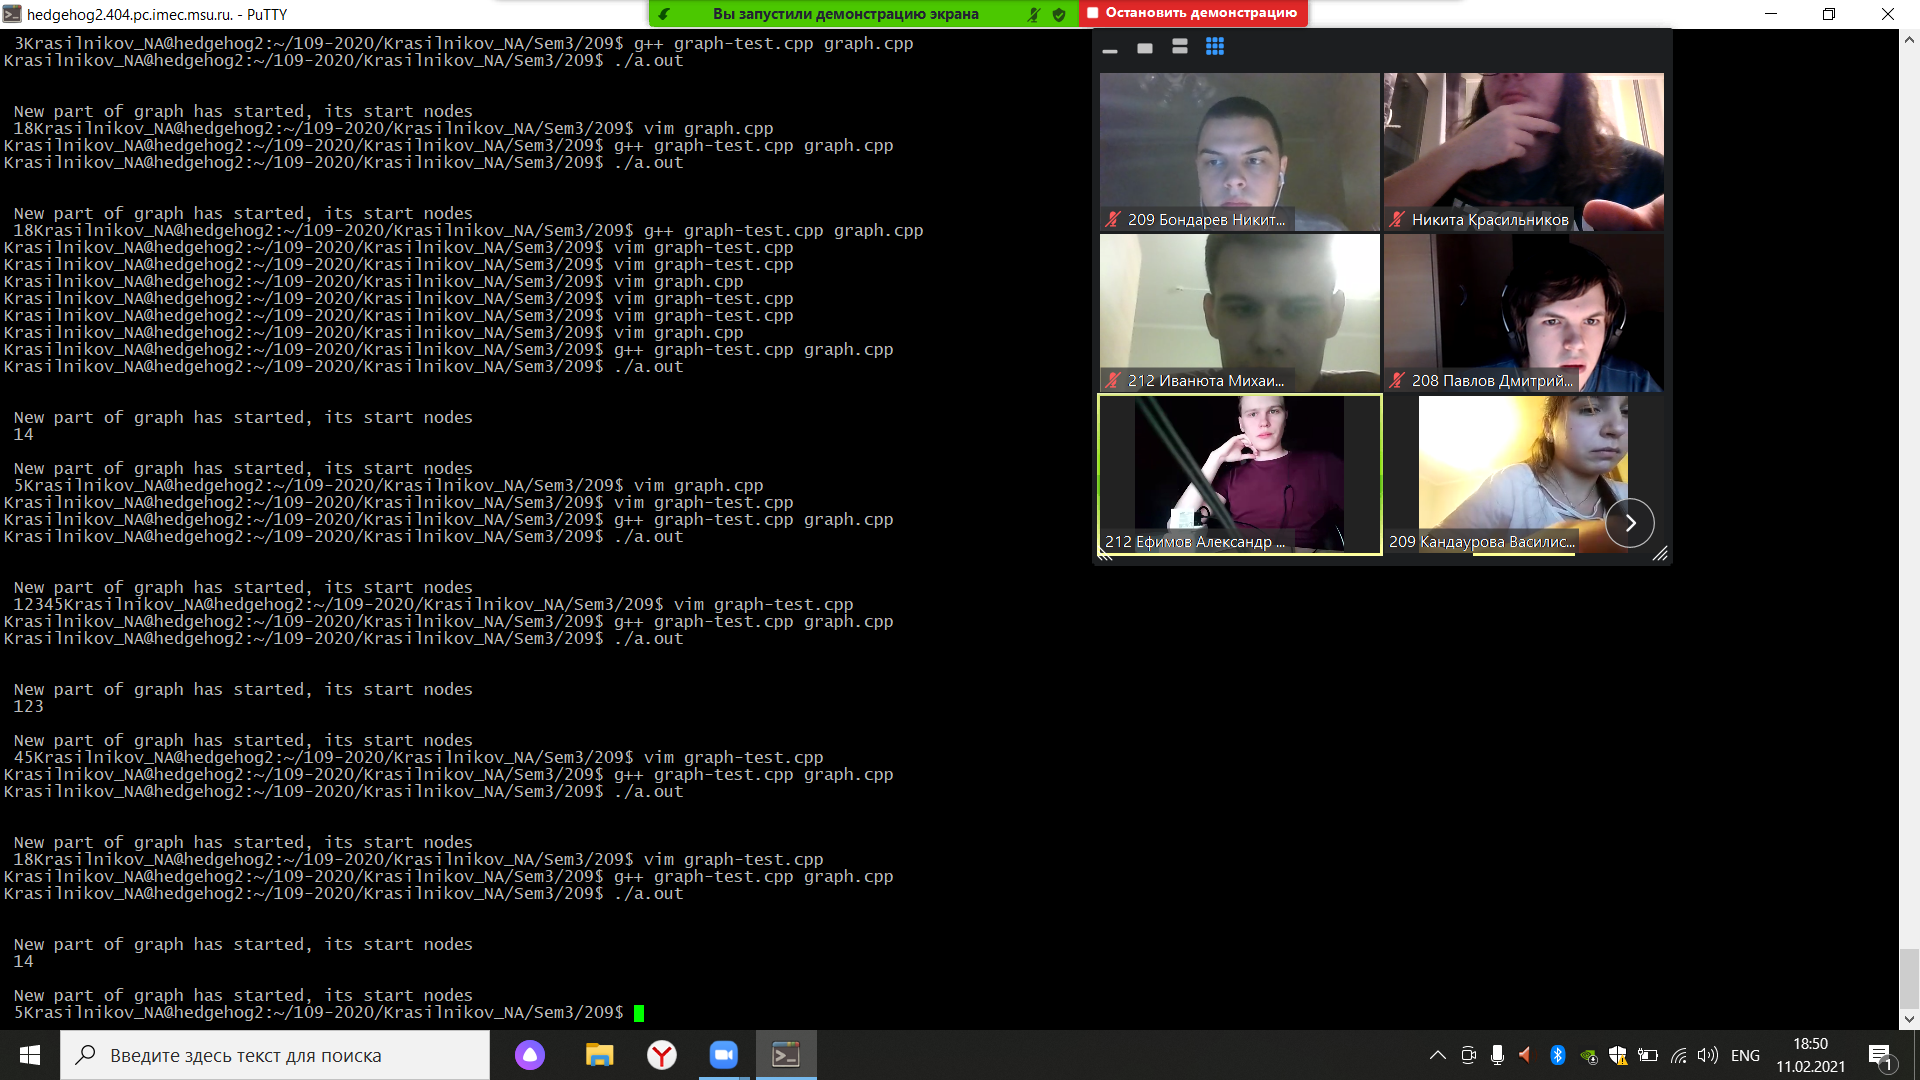 hedgehog2.404.pc.imec.msu.ru. - PuTTY
Вы запустили демонстрацию экрана
Остановить демонстрацию
3Krasilnikov_NA@hedgehog2:~/109-2020/Krasilnikov_NA/Sem3/209$ g++ graph-test.cpp graph.cpp
Krasilnikov_NA@hedgehog2:~/109-2020/Krasilnikov_NA/Sem3/209$ ./a.out
New part of graph has started, its start nodes
18Krasilnikov_NA@hedgehog2:~/109-2020/Krasilnikov_NA/Sem3/209$ vim graph.cpp
Krasilnikov_NA@hedgehog2:~/109-2020/Krasilnikov_NA/Sem3/209$ g++ graph-test.cpp graph.cpp
Krasilnikov_NA@hedgehog2:~/109-2020/Krasilnikov_NA/Sem3/209$ ./a.out
New part of graph has started, its start nodes
18Krasilnikov_NA@hedgehog2:~/109-2020/Krasilnikov_NA/Sem3/209$ g++ graph-test.cpp graph.cpp
Krasilnikov_NA@hedgehog2:~/109-2020/Krasilnikov_NA/Sem3/209$ vim graph-test.cpp
Krasilnikov_NA@hedgehog2:~/109-2020/Krasilnikov_NA/Sem3/209$ vim graph-test.cpp
Krasilnikov_NA@hedgehog2:~/109-2020/Krasilnikov_NA/Sem3/209$ vim graph.cpp
Krasilnikov_NA@hedgehog2:~/109-2020/Krasilnikov_NA/Sem3/209$ vim graph-test.cpp
Krasilnikov_NA@hedgehog2:~/109-2020/Krasilnikov_NA/Sem3/209$ vim graph-test.cpp
Krasilnikov_NA@hedgehog2:~/109-2020/Krasilnikov_NA/Sem3/209$ vim graph.cpp
Krasilnikov_NA@hedgehog2:~/109-2020/Krasilnikov_NA/Sem3/209$ g++ graph-test.cpp graph.cpp
Krasilnikov_NA@hedgehog2:~/109-2020/Krasilnikov_NA/Sem3/209$ ./a.out
New part of graph has started, its start nodes
14
New part of graph has started, its start nodes
5Krasilnikov_NA@hedgehog2:~/109-2020/Krasilnikov_NA/Sem3/209$ vim graph.cpp
Krasilnikov_NA@hedgehog2:~/109-2020/Krasilnikov_NA/Sem3/209$ vim graph-test.cpp
Krasilnikov_NA@hedgehog2:~/109-2020/Krasilnikov_NA/Sem3/209$ g++ graph-test.cpp graph.cpp
Krasilnikov_NA@hedgehog2:~/109-2020/Krasilnikov_NA/Sem3/209$ ./a.out
New part of graph has started, its start nodes
12345Krasilnikov_NA@hedgehog2:~/109-2020/Krasilnikov_NA/Sem3/209$ vim graph-test.cpp
Krasilnikov_NA@hedgehog2:~/109-2020/Krasilnikov_NA/Sem3/209$ g++ graph-test.cpp graph.cpp
Krasilnikov_NA@hedgehog2:~/109-2020/Krasilnikov_NA/Sem3/209$ ./a.out
New part of graph has started, its start nodes
123
New part of graph has started, its start nodes
45Krasilnikov_NA@hedgehog2:~/109-2020/Krasilnikov_NA/Sem3/209$ vim graph-test.cpp
Krasilnikov_NA@hedgehog2:~/109-2020/Krasilnikov_NA/Sem3/209$ g++ graph-test.cpp graph.cpp
Krasilnikov_NA@hedgehog2:~/109-2020/Krasilnikov_NA/Sem3/209$ ./a.out
New part of graph has started, its start nodes
18Krasilnikov_NA@hedgehog2:~/109-2020/Krasilnikov_NA/Sem3/209$ vim graph-test.cpp
Krasilnikov_NA@hedgehog2:~/109-2020/Krasilnikov_NA/Sem3/209$ g++ graph-test.cpp graph.cpp
Krasilnikov_NA@hedgehog2:~/109-2020/Krasilnikov_NA/Sem3/209$ ./a.out
New part of graph has started, its start nodes
14
New part of graph has started, its start nodes
5Krasilnikov_NA@hedgehog2:~/109-2020/Krasilnikov_NA/Sem3/209$
209 Бондарев Никит...
Никита Красильников
212 Иванюта Михаи...
208 Павлов Дмитрий...
212 Ефимов Александр ...
209 Кандаурова Василис...
Введите здесь текст для поиска
ENG
18:50
11.02.2021
1